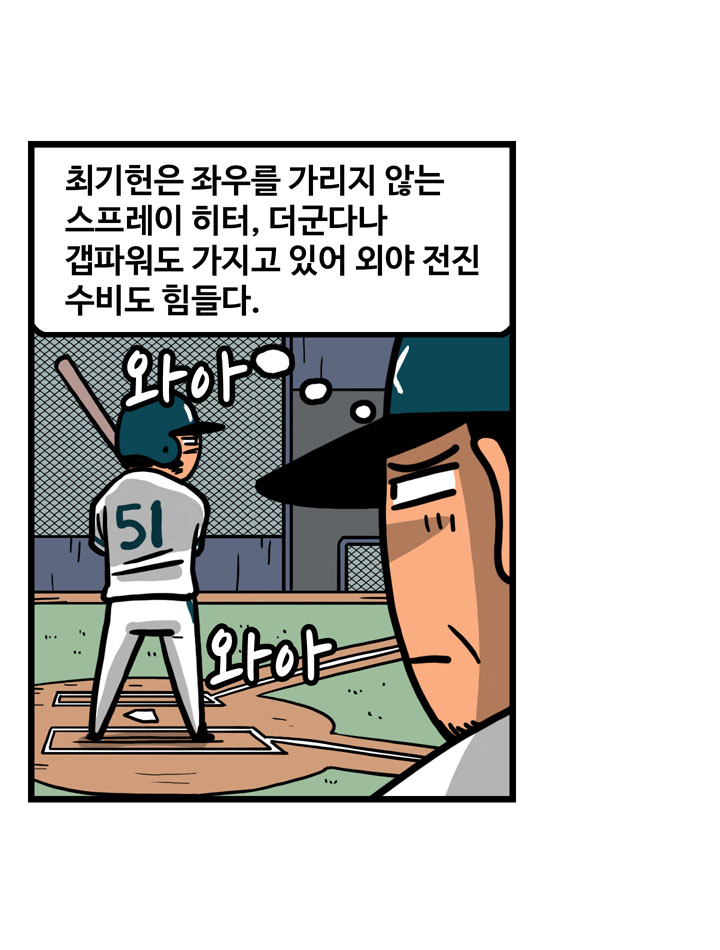 최기헌은 좌우를 가리지 않는
스프레이 히터, 더군다나
갭파워도 가지고 있어 외야 전진
수비도 힘들다.
와아
51
와아